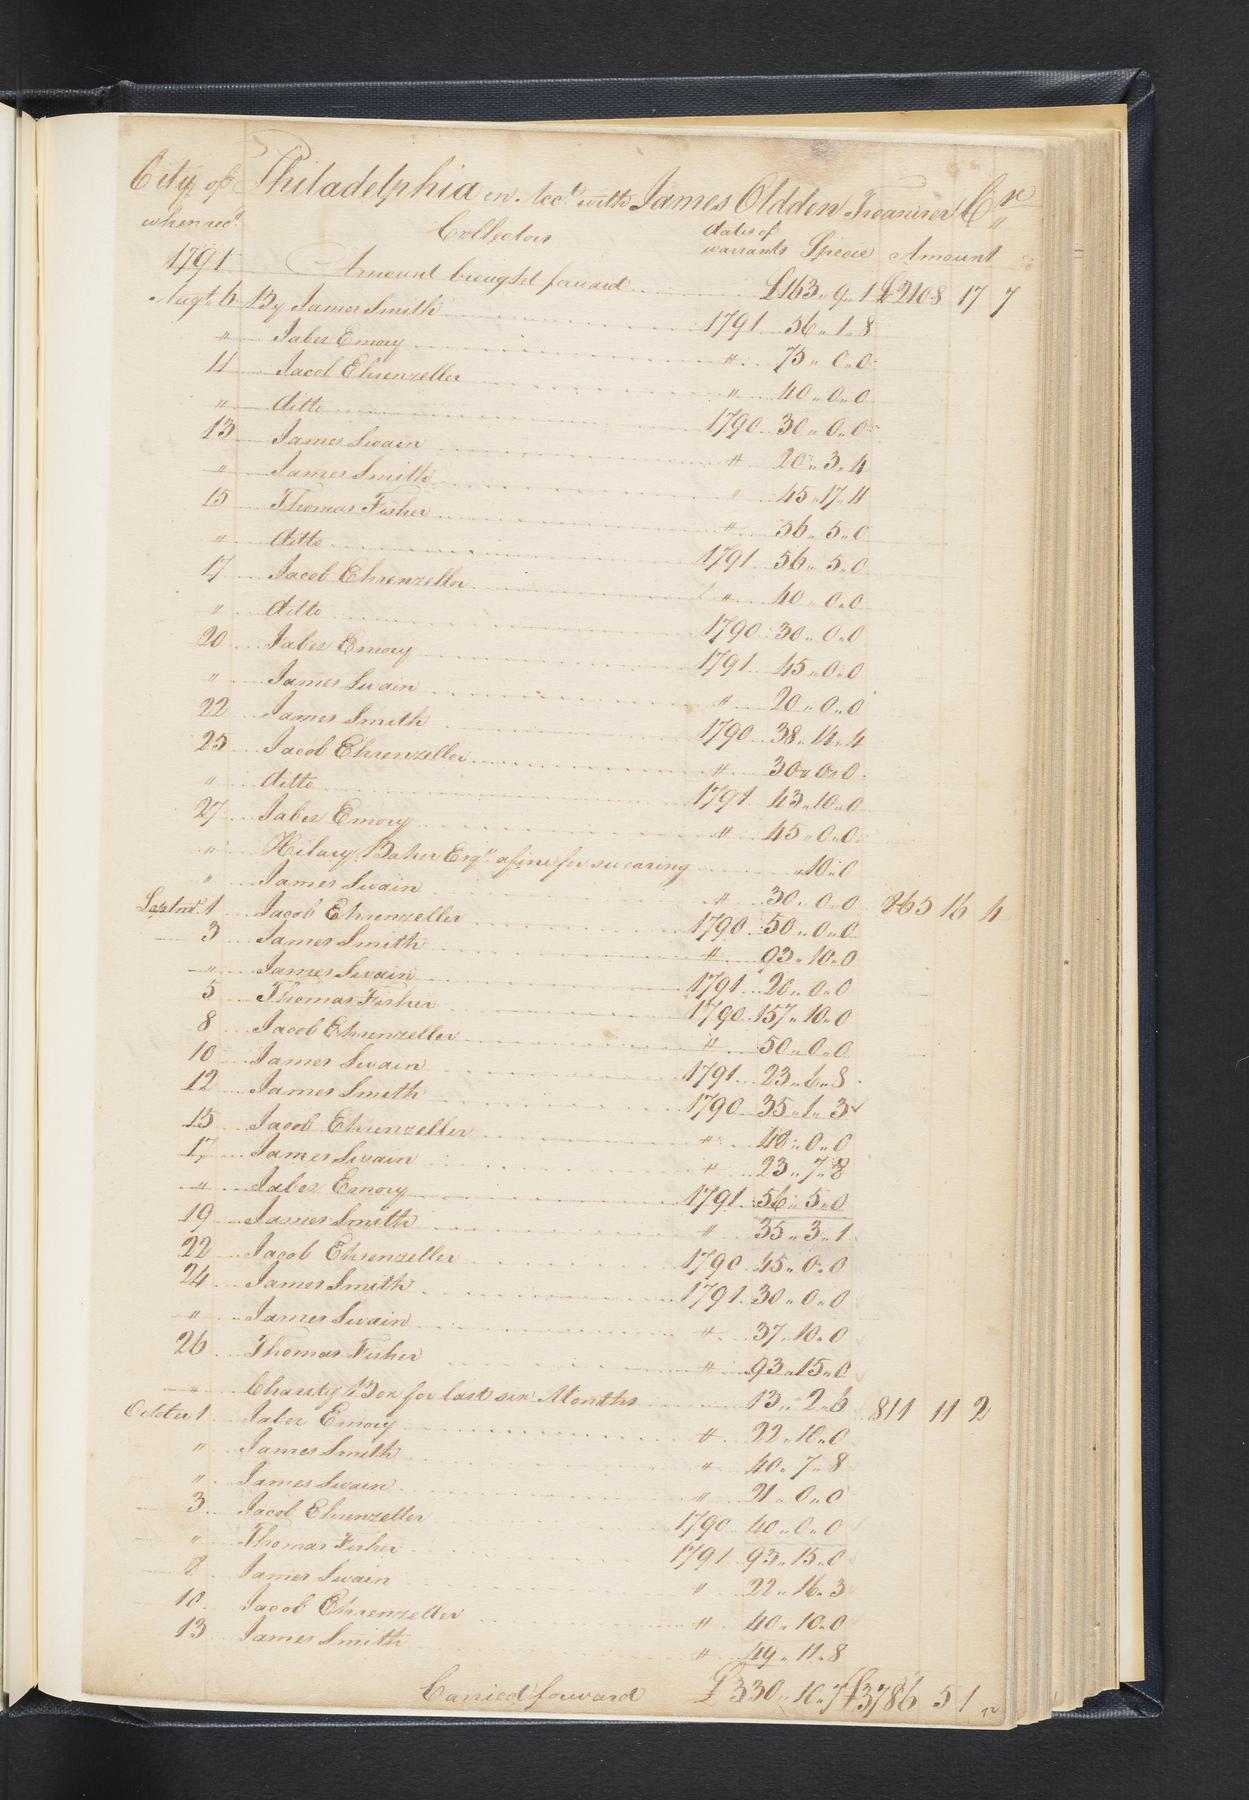 City of Philadelphia in Acct. with James Oldden Treasurer Cr
when recd. Collectors dates of warrants Specie Amount
1791 Amount brought forward £163,, 9,, 1 £2108 17 7
Augt. 6 By James Smith 1791 56,, 1,, 8
" Jabez Emory " 75,, 0,, 0
11 Jacob Ehrenzeller " 40,, 0,, 0
" ditto 1790 30,, 0,, 0
13 James Swain " 20,, 3,, 4
" James Smith " 45,, 17,, 11
15 Thomas Fisher " 56,, 5,, 0
" ditto 1791 56,, 5,, 0
17 Jacob Ehrenzeller " 40,, 0,, 0
" ditto 1790 30,, 0,, 0
20 Jabez Emory 1791 45,, 0,, 0
" James Swain " 20,, 0,, 0
22 James Smith 1790 38,, 14,, 4
25 Jacob Ehrenzeller " 30,, 0,, 0
" ditto 1791 43,, 10,, 0
27 Jabez Emory " 45,, 0,, 0
" Hilary Baker Esqr. a fine for swearing ,,10,, 0
" James Swain " 30,, 0,, 0 865 16 4
Septmr. 1 Jacob Ehrenzeller 1790 50,, 0,, 0
3 James Smith " 93,, 10,, 0
" James Swain 1791 20,, 0,, 0
5 Thomas Fisher 1790 157,, 10,, 0
8 Jacob Ehrenzeller " 50,, 0,, 0
10 James Swain 1791 23,, 6,, 8
12 James Smith 1790 35,, 1,, 3
15 Jacob Ehrenzeller " 48,, 0,, 0
17 James Swain " 23,, 7,, 8
" Jabez Emory 1791 56,, 5,, 0
19 James Smith " 35,, 3,, 1
22 Jacob Ehrenzeller 1790 45,, 0,, 0
24 James Smith 1791 30,, 0,, 0
" James Swain " 37,, 10,, 0
26 Thomas Fisher " 93,, 15,, 0
" Charity Box for last six Months 13,, 2,, 6 811 11 2
October 1 Jabez Emory " 22,, 10,, 0
" James Smith " 40,, 7,, 8
" James Swain " 21,, 0,, 0
3 Jacob Ehrenzeller 1790 40,, 0,, 0
" Thomas Fisher 1791 93,, 15,, 0
8 James Swain " 22,, 16,, 3
10 Jacob Ehrenzeller " 40,, 10,, 0
13 James Smith " 49,, 11,, 8
Carried forward £330,, 10,, 7 £3786 5 1